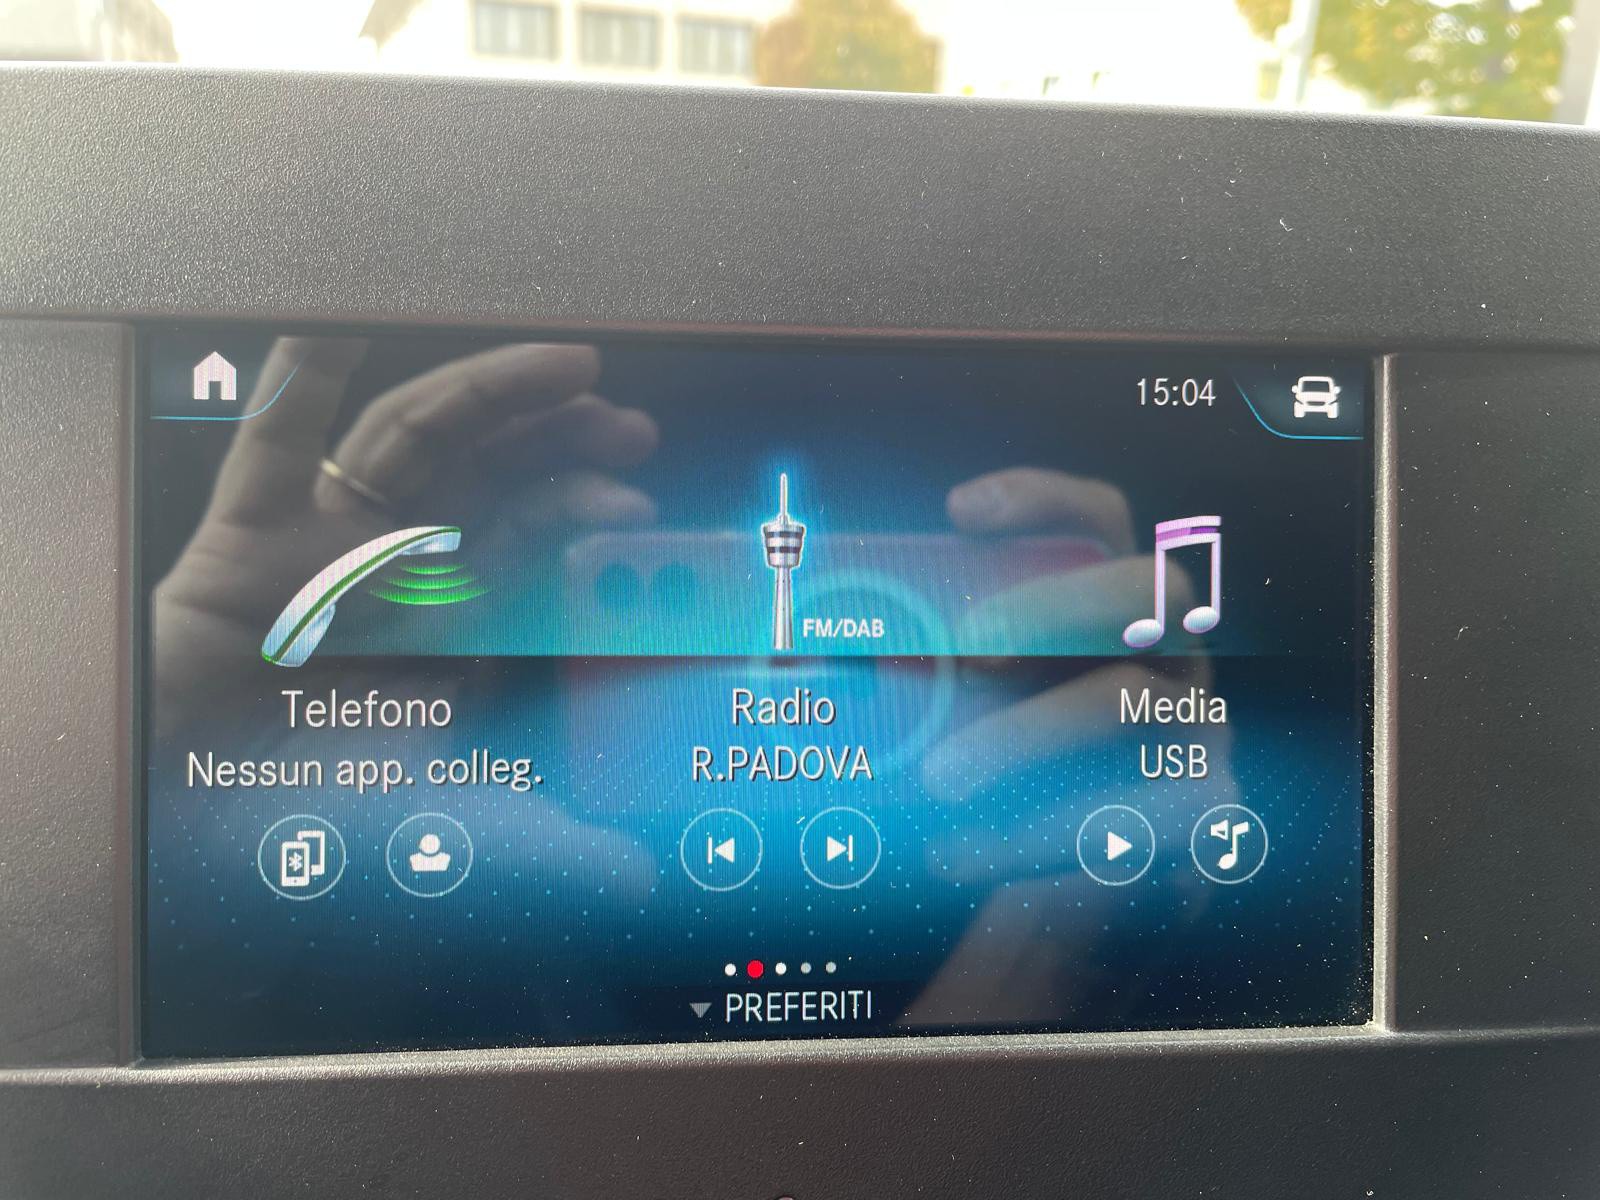 15:04
FM/DAB
Telefono
Nessun app. colleg.
Radio
R.PADOVA
Media
USB
PREFERITI